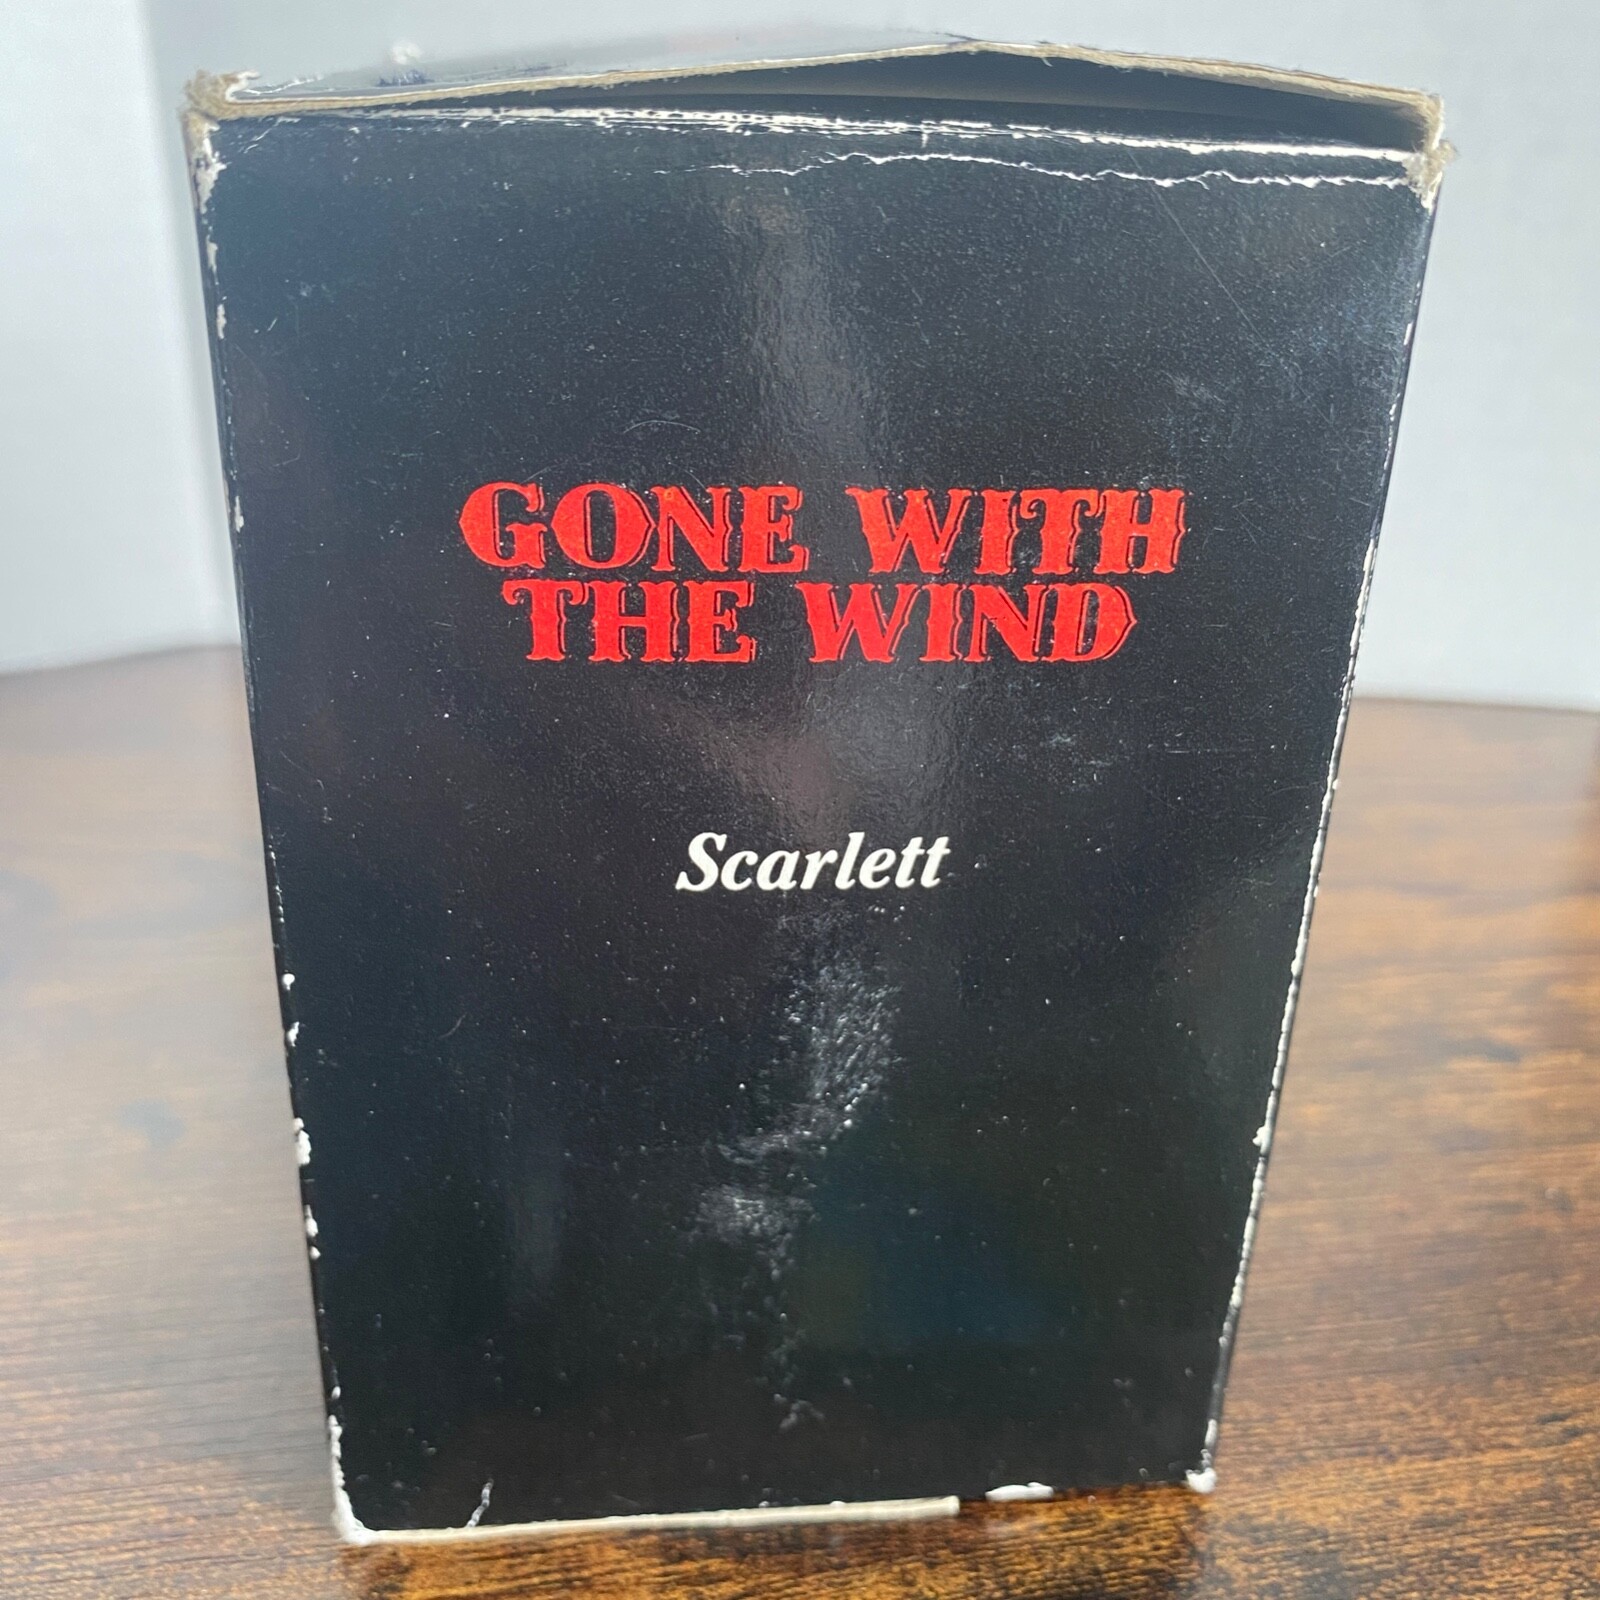 GONE WITH
THE WIND
Scarlett